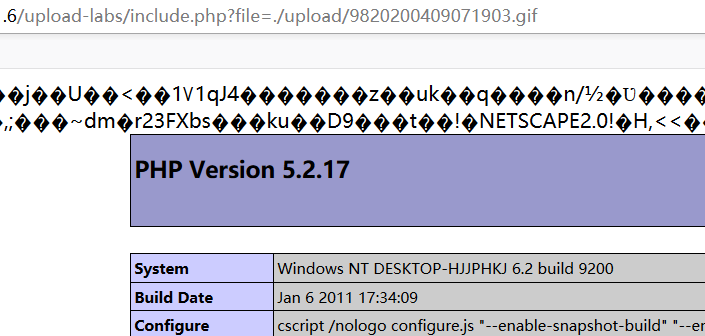 .6/upload-labs/include.php?file=./upload/9820200409071903.gif
��j��U��<��1V1qJ4�������z��uk��q����n/½�Ʊ����
�,;���~dm�r23FXbs���ku��D9���t��!�NETSCAPE2.0!�H,<<��
PHP Version 5.2.17
System Windows NT DESKTOP-HJJPHKJ 6.2 build 9200
Build Date Jan 6 2011 17:34:09
Configure cscript /nologo configure.js "--enable-snapshot-build" "--en